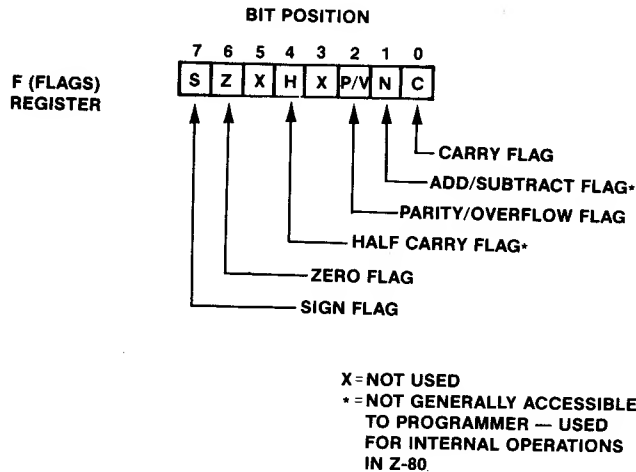 BIT POSITION
7 6 5 4 3 2 1 0
F (FLAGS)
REGISTER
S Z X H X P/V N C
CARRY FLAG
ADD/SUBTRACT FLAG*
PARITY/OVERFLOW FLAG
HALF CARRY FLAG*
ZERO FLAG
SIGN FLAG
X = NOT USED
* = NOT GENERALLY ACCESSIBLE
TO PROGRAMMER — USED
FOR INTERNAL OPERATIONS
IN Z-80.